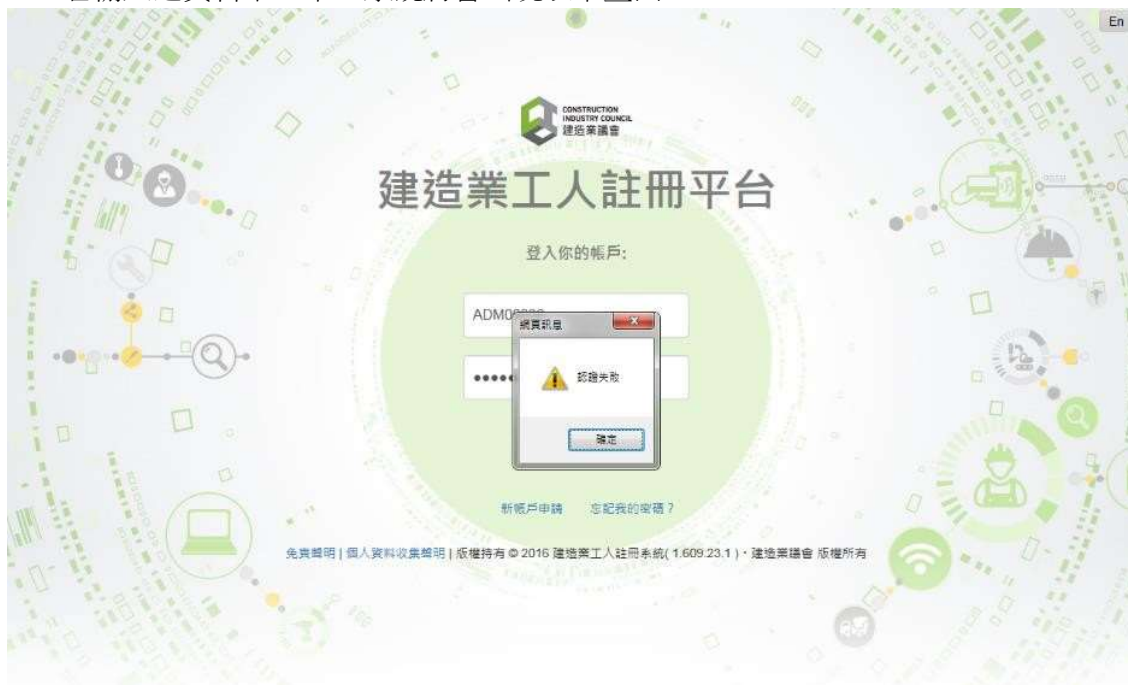 En
CONSTRUCTION
INDUSTRY COUNCIL
建造業議會
建造業工人註冊平台
登入你的帳戶:
網頁訊息
認證失敗
確定
新帳戶申請 忘記我的密碼？
免責聲明 | 個人資料收集聲明 | 版權持有 © 2016 建造業工人註冊系統( 1.609.23.1 )，建造業議會 版權所有